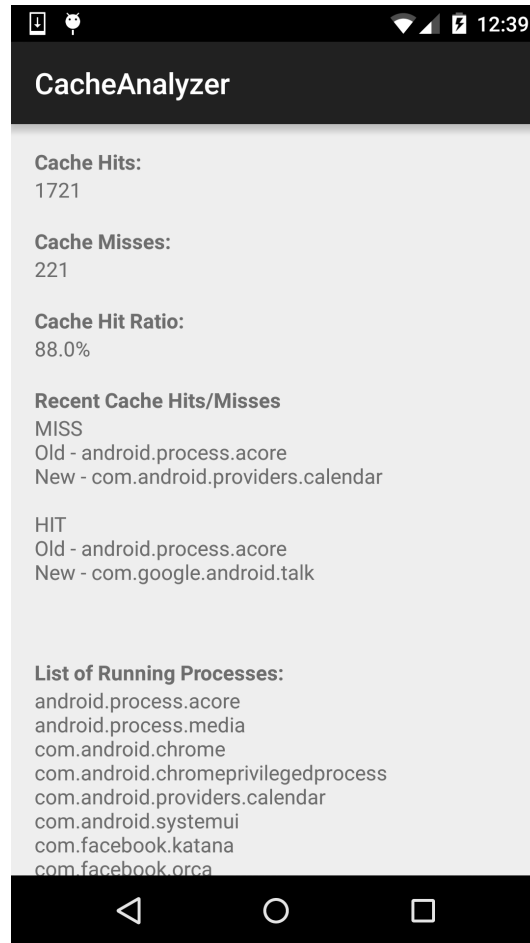 12:39
CacheAnalyzer
Cache Hits:
1721
Cache Misses:
221
Cache Hit Ratio:
88.0%
Recent Cache Hits/Misses
MISS
Old - android.process.acore
New - com.android.providers.calendar
HIT
Old - android.process.acore
New - com.google.android.talk
List of Running Processes:
android.process.acore
android.process.media
com.android.chrome
com.android.chromeprivilegedprocess
com.android.providers.calendar
com.android.systemui
com.facebook.katana
com.facebook.orca